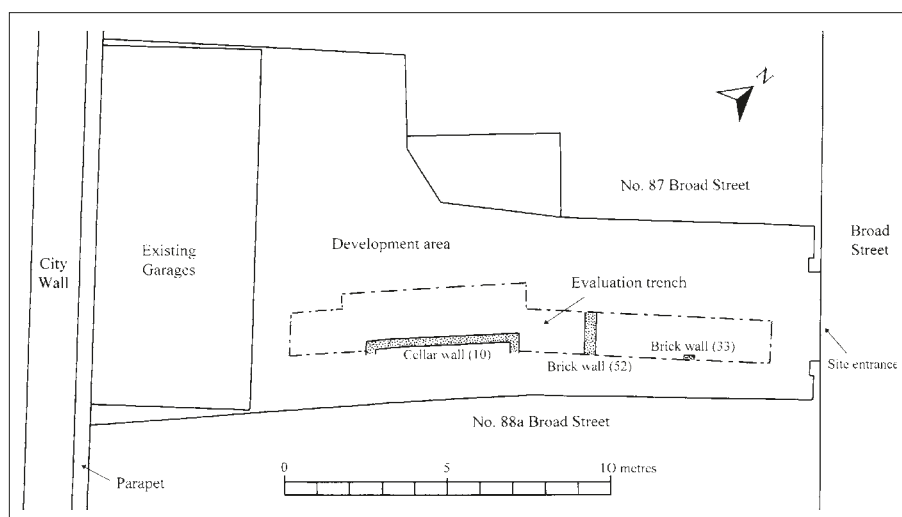 N
No. 87 Broad Street
Broad
Street
Development area
Existing
Garages
City
Wall
Evaluation trench
Cellar wall (10)
Brick wall (52)
Brick wall (33)
Site entrance
No. 88a Broad Street
Parapet
0
5
10 metres